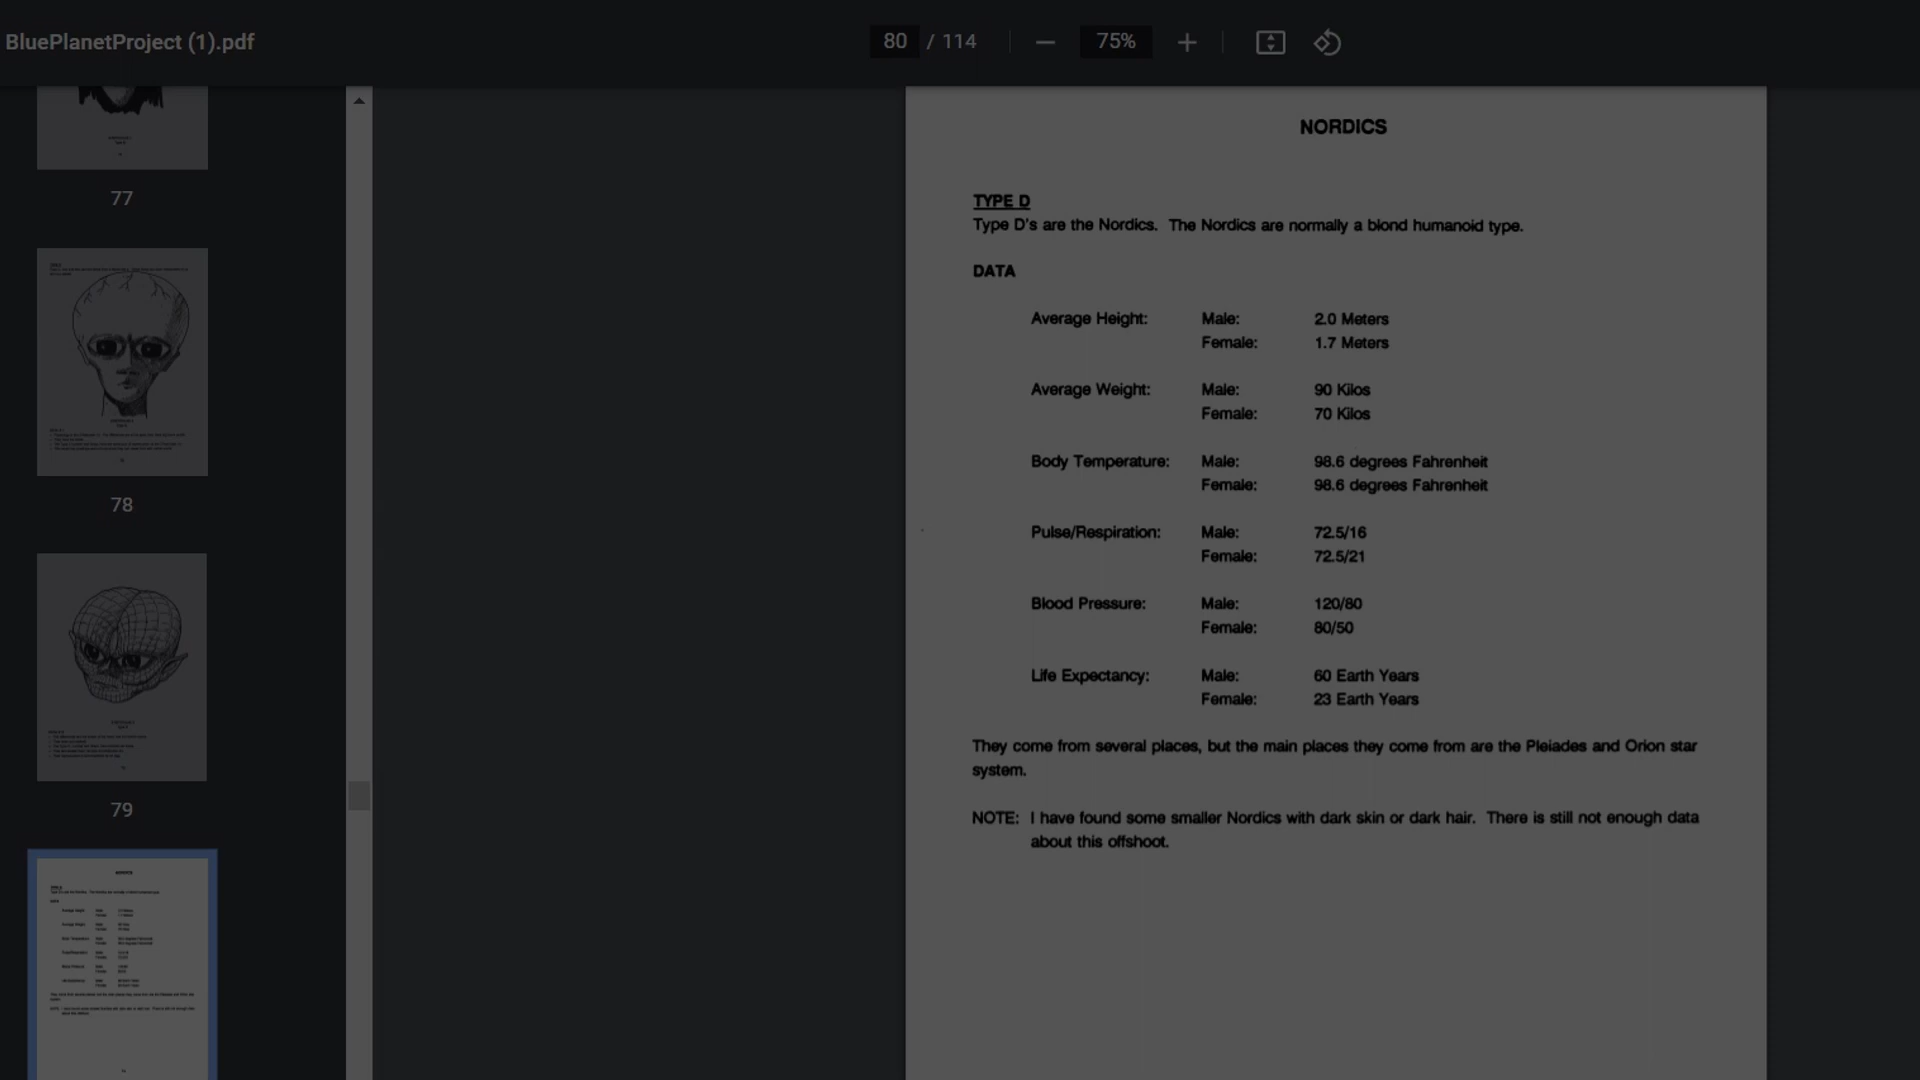 BluePlanetProject (1).pdf
80 / 114
75%
77
78
79
NORDICS
TYPE D
Type D's are the Nordics. The Nordics are normally a blond humanoid type.
DATA
Average Height: Male: 2.0 Meters
Female: 1.7 Meters
Average Weight: Male: 90 Kilos
Female: 70 Kilos
Body Temperature: Male: 98.6 degrees Fahrenheit
Female: 98.6 degrees Fahrenheit
Pulse/Respiration: Male: 72.5/16
Female: 72.5/21
Blood Pressure: Male: 120/80
Female: 80/50
Life Expectancy: Male: 60 Earth Years
Female: 23 Earth Years
They come from several places, but the main places they come from are the Pleiades and Orion star
system.
NOTE: I have found some smaller Nordics with dark skin or dark hair. There is still not enough data
about this offshoot.